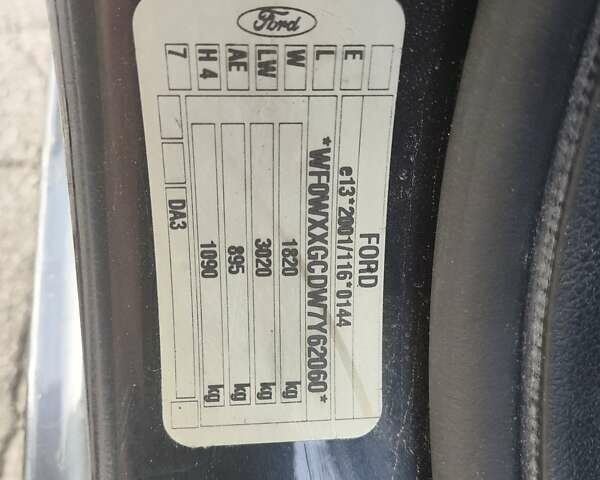 Ford
FORD
e13*2001/116*0144
*WF0WXXGCDW7Y62060*
1820 kg
3020 kg
895 kg
1090 kg
DA3
E
L
W
LW
AE
H 4
7